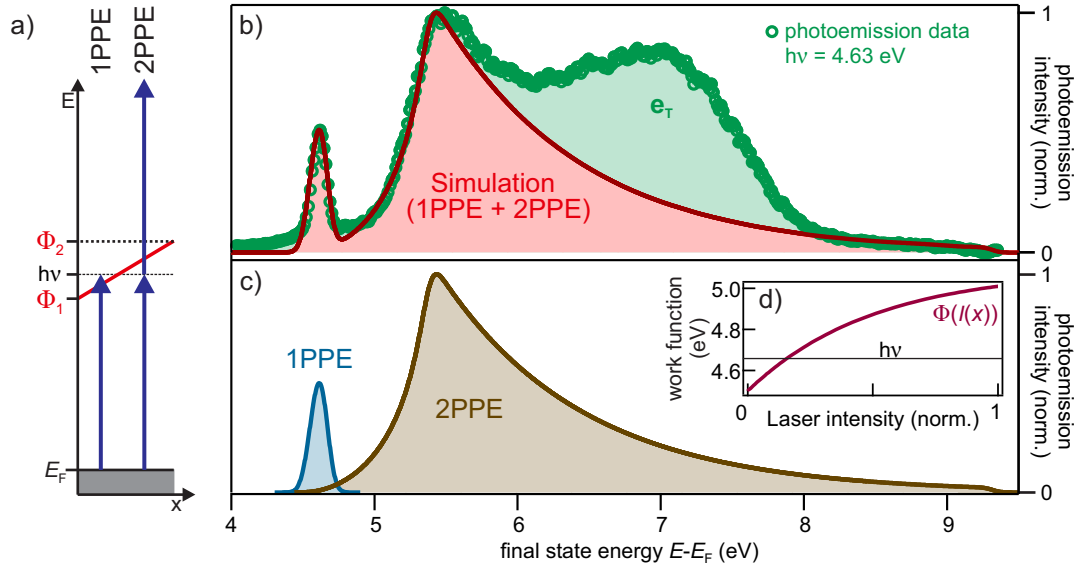 a)
1PPE
2PPE
E
Φ2
hν
Φ1
EF
x
b)
photoemission data
hν = 4.63 eV
eT
Simulation
(1PPE + 2PPE)
1
0
photoemission
intensity (norm.)
c)
1PPE
2PPE
1
0
photoemission
intensity (norm.)
d)
Φ(I(x))
hν
5.0
4.8
4.6
work function
(eV)
0
1
Laser intensity (norm.)
4
5
6
7
8
9
final state energy E-EF (eV)